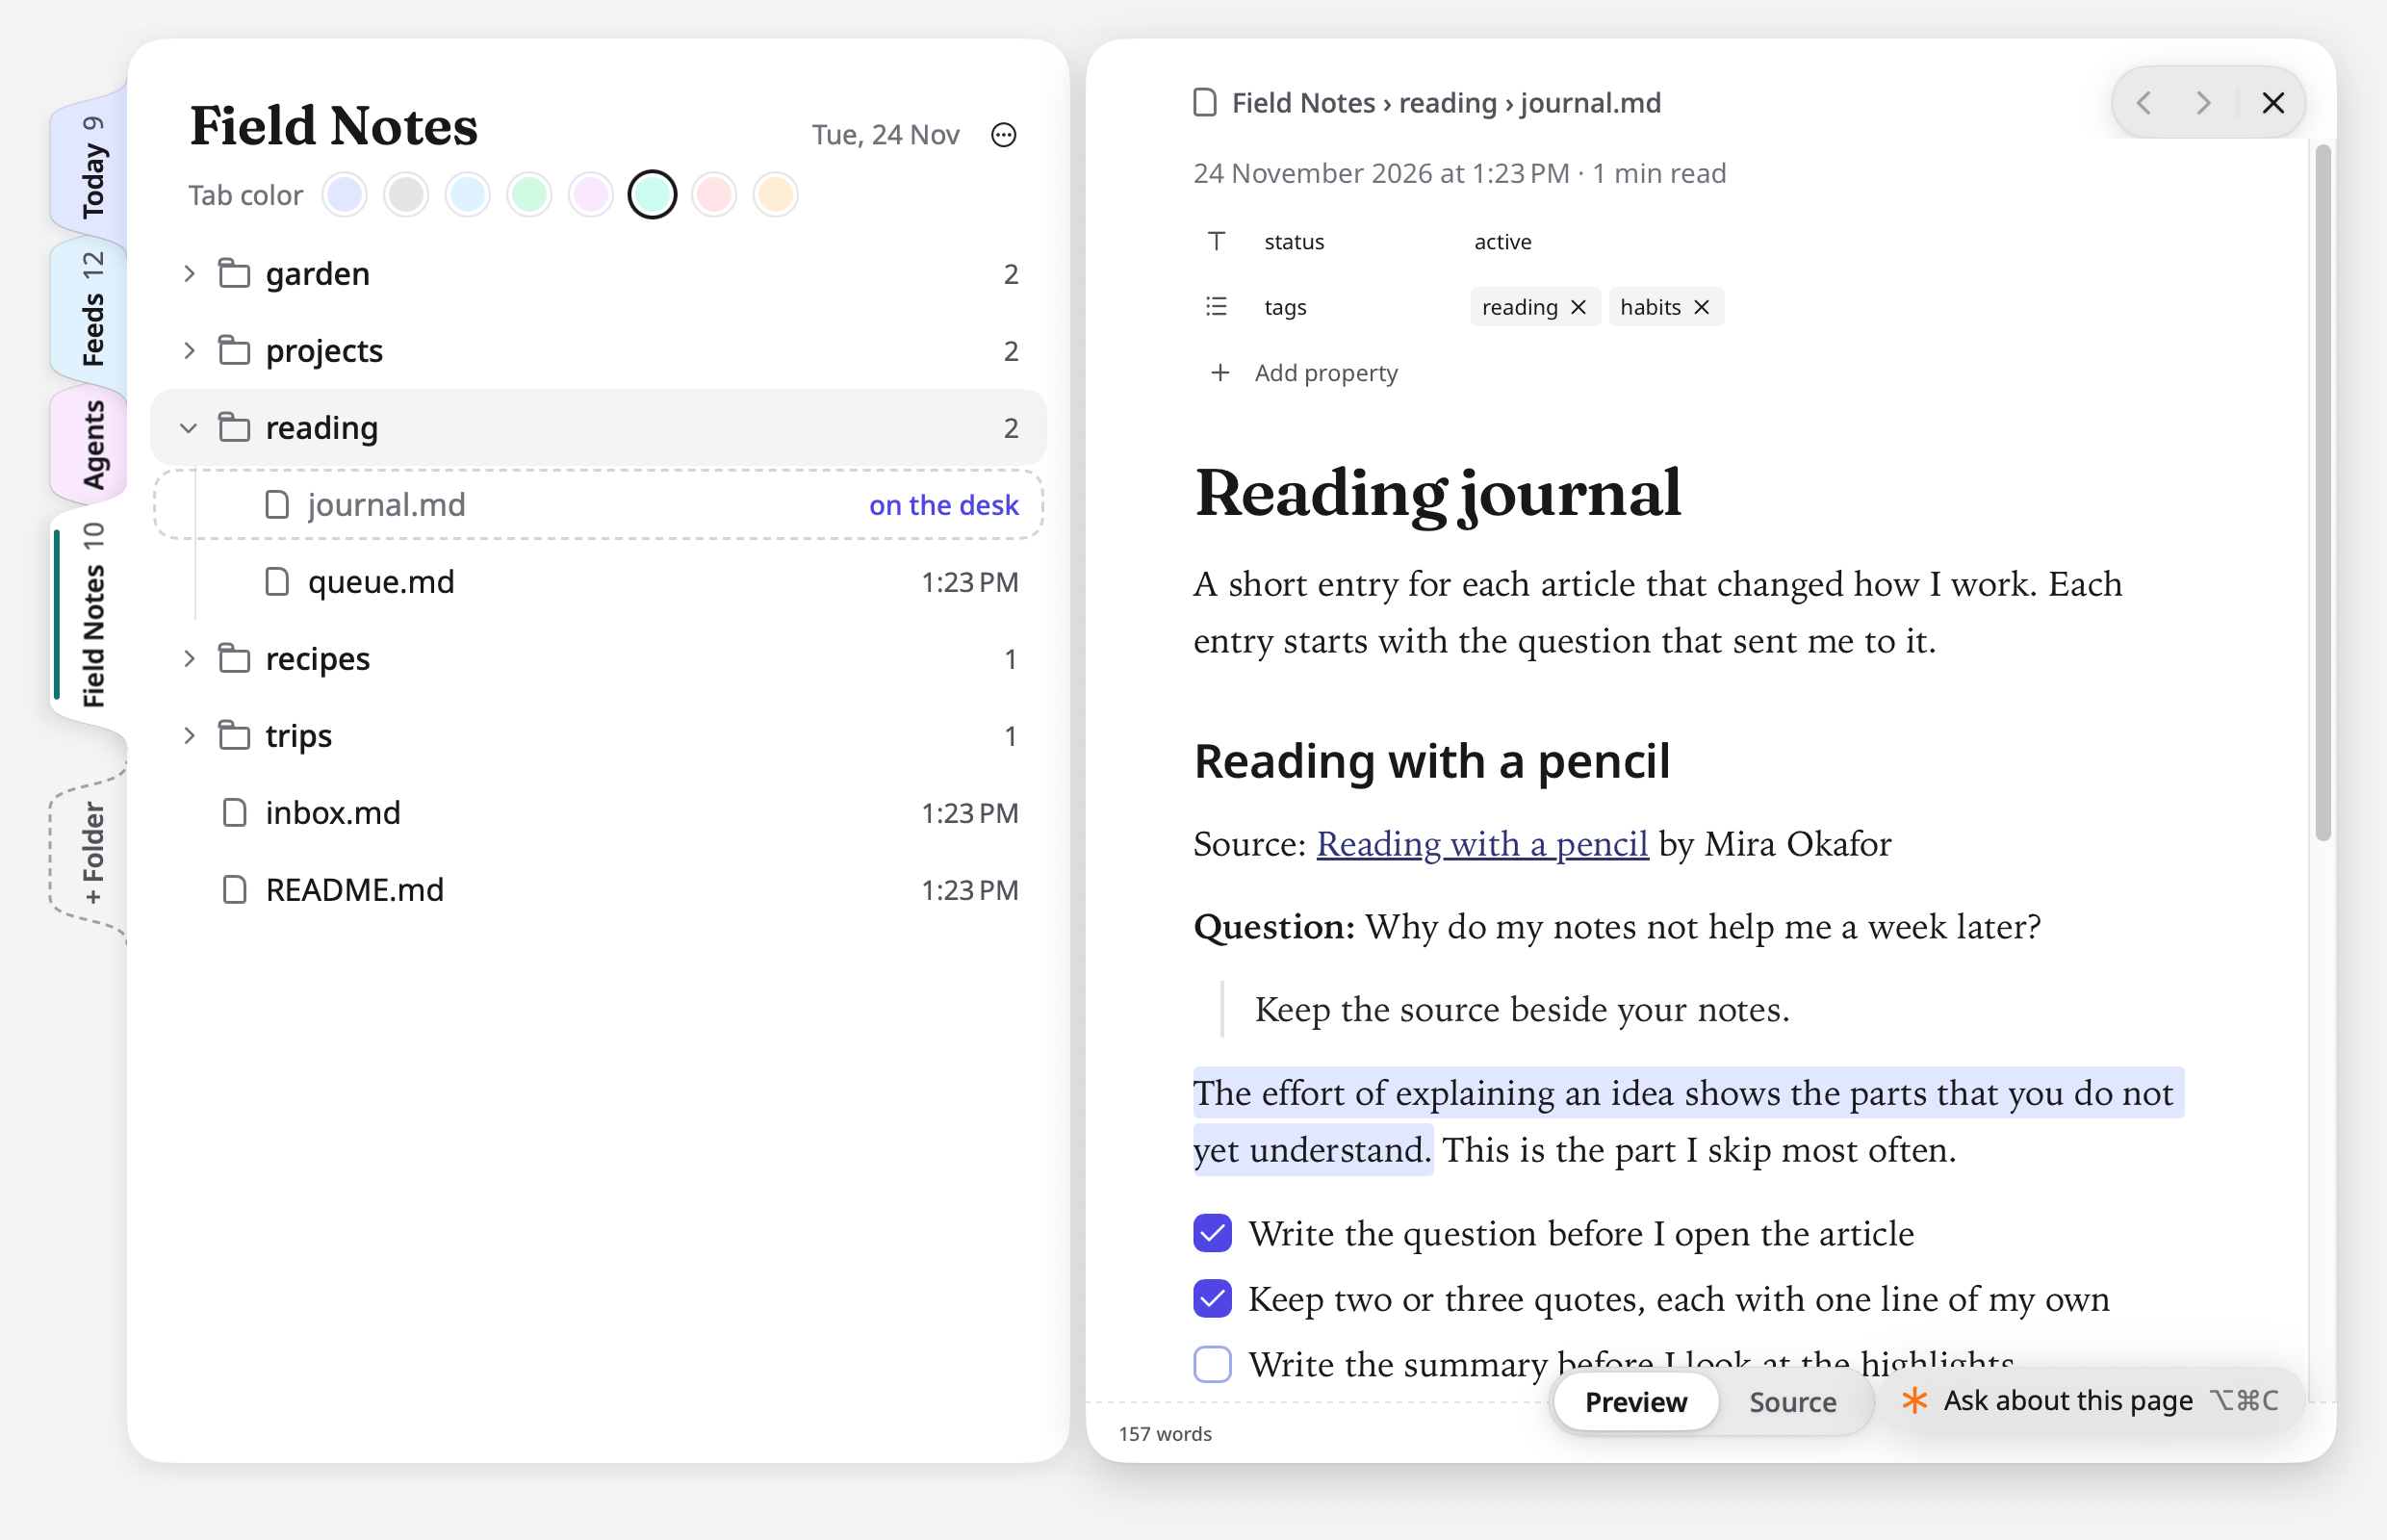 Today 9
Feeds 12
Agents
Field Notes 10
+ Folder
Field Notes
Tue, 24 Nov
Tab color
garden 2
projects 2
reading 2
journal.md on the desk
queue.md 1:23 PM
recipes 1
trips 1
inbox.md 1:23 PM
README.md 1:23 PM
Field Notes › reading › journal.md
24 November 2026 at 1:23 PM · 1 min read
status active
tags reading habits
Add property
Reading journal
A short entry for each article that changed how I work. Each
entry starts with the question that sent me to it.
Reading with a pencil
Source: Reading with a pencil by Mira Okafor
Question: Why do my notes not help me a week later?
Keep the source beside your notes.
The effort of explaining an idea shows the parts that you do not
yet understand. This is the part I skip most often.
Write the question before I open the article
Keep two or three quotes, each with one line of my own
Write the summary before I look at the highlights
Preview Source
Ask about this page ⌥⌘C
157 words